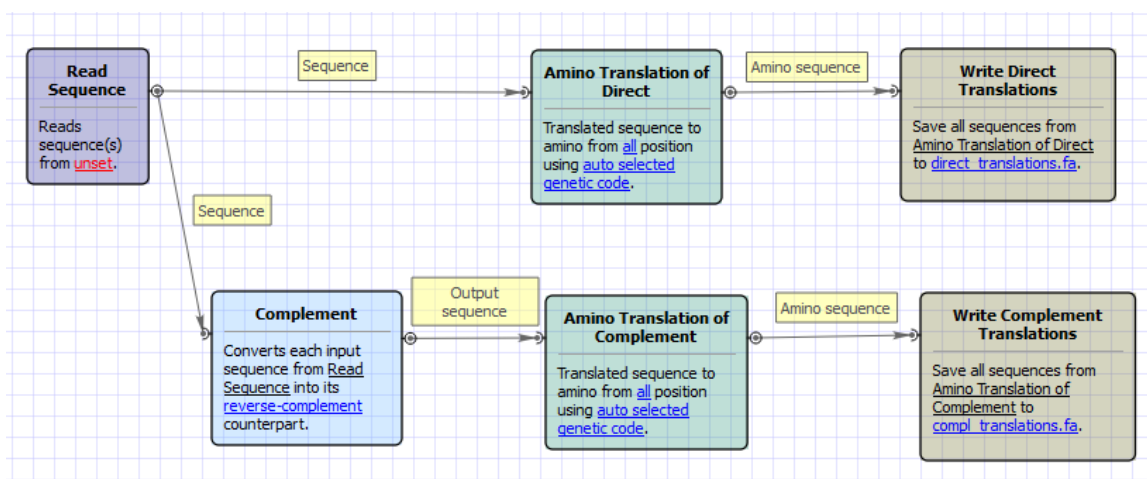 Read
Sequence
Reads
sequence(s)
from unset.
Sequence
Amino Translation of
Direct
Translated sequence to
amino from all position
using auto selected
genetic code.
Amino sequence
Write Direct
Translations
Save all sequences from
Amino Translation of Direct
to direct_translations.fa.
Sequence
Complement
Converts each input
sequence from Read
Sequence into its
reverse-complement
counterpart.
Output
sequence
Amino Translation of
Complement
Translated sequence to
amino from all position
using auto selected
genetic code.
Amino sequence
Write Complement
Translations
Save all sequences from
Amino Translation of
Complement to
compl_translations.fa.